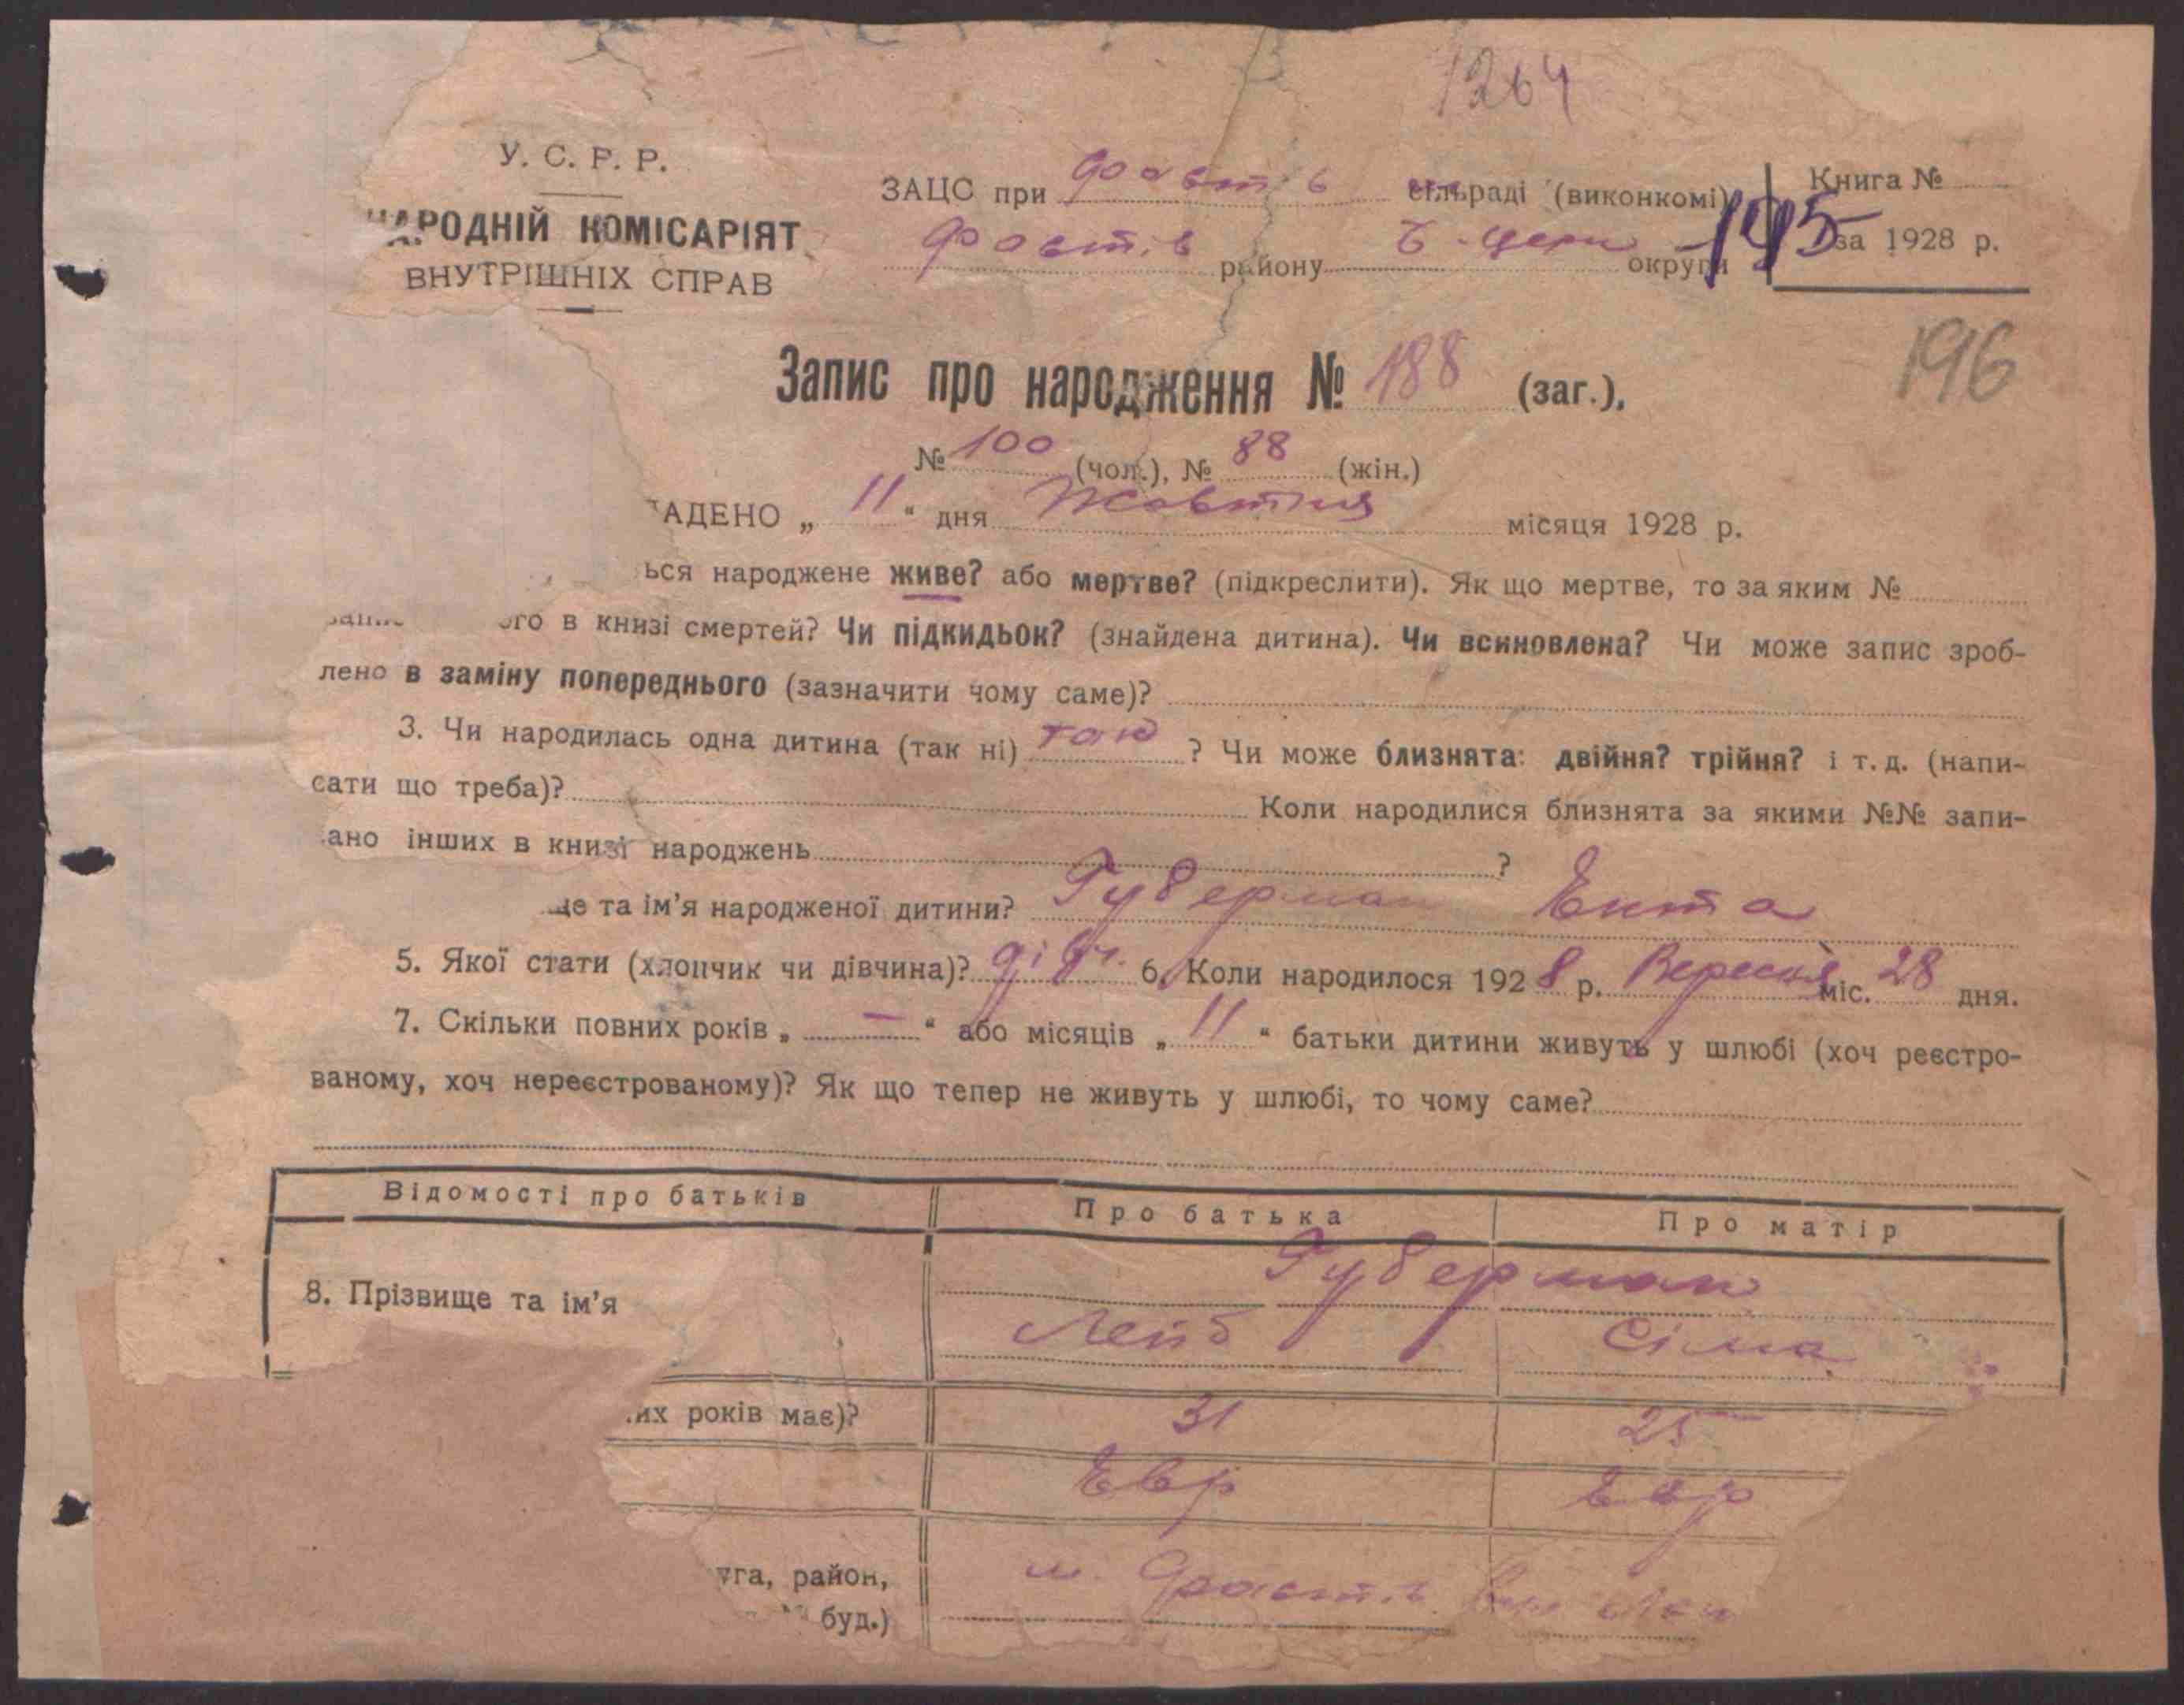 1264
У. С. Р. Р.
НАРОДНІЙ КОМІСАРІЯТ
ВНУТРІШНІХ СПРАВ
ЗАЦС при Фастів сільраді (виконкомі)
Фастів району Б-Церк округи
Книга №
195
за 1928 р.
196
Запис про народження № 188 (заг.),
№ 100 (чол.), № 88 (жін.)
АДЕНО „ 11 “ дня Жовтня місяця 1928 р.
ься народжене живе? або мертве? (підкреслити). Як що мертве, то за яким №
запис ого в книзі смертей? Чи підкидьок? (знайдена дитина). Чи всиновлена? Чи може запис зроб-
лено в заміну попереднього (зазначити чому саме)?
3. Чи народилась одна дитина (так ні) так ? Чи може близнята: двійня? трійня? і т. д. (напи-
сати що треба)? Коли народилися близнята за якими №№ запи-
ано інших в книзі народжень ?
ще та ім’я народженої дитини? Губерман Ента
5. Якої стати (хлопчик чи дівчина)? дівч. 6. Коли народилося 1928 р. Вересня міс. 28 дня.
7. Скільки повних років „ — “ або місяців „ 11 “ батьки дитини живуть у шлюбі (хоч реєстро-
ваному, хоч нереєстрованому)? Як що тепер не живуть у шлюбі, то чому саме?
Відомості про батьків Про батька Про матір
8. Прізвище та ім’я Губерман
Лейб Сіма
их років має)? 31 25
Евр Евр
уга, район, м. Фастів
буд.)